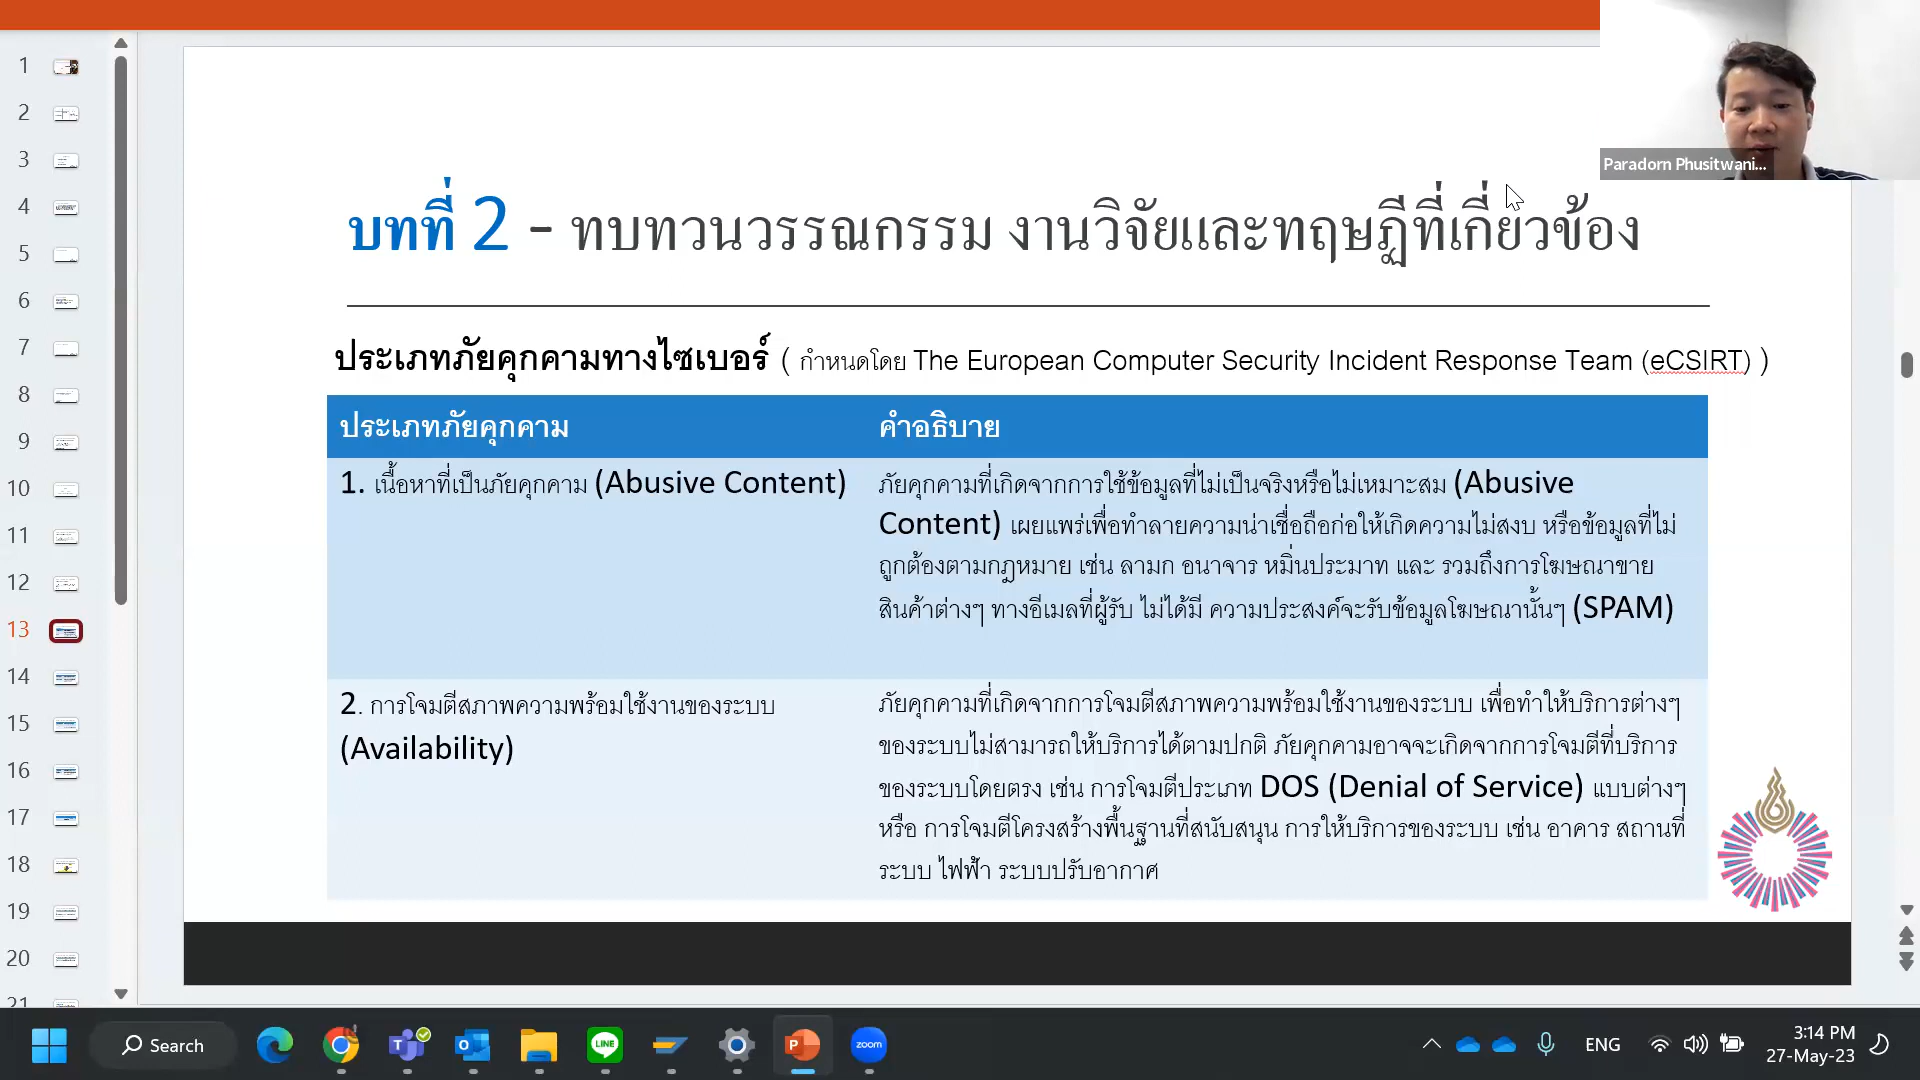 Paradorn Phusitwani...
1
2
3
4
5
6
7
8
9
10
11
12
13
14
15
16
17
18
19
20
21
บทที่ 2 - ทบทวนวรรณกรรม งานวิจัยและทฤษฎีที่เกี่ยวข้อง
ประเภทภัยคุกคามทางไซเบอร์ ( กำหนดโดย The European Computer Security Incident Response Team (eCSIRT) )
ประเภทภัยคุกคาม
คำอธิบาย
1. เนื้อหาที่เป็นภัยคุกคาม (Abusive Content)
ภัยคุกคามที่เกิดจากการใช้ข้อมูลที่ไม่เป็นจริงหรือไม่เหมาะสม (Abusive
Content) เผยแพร่เพื่อทำลายความน่าเชื่อถือก่อให้เกิดความไม่สงบ หรือข้อมูลที่ไม่
ถูกต้องตามกฎหมาย เช่น ลามก อนาจาร หมิ่นประมาท และ รวมถึงการโฆษณาขาย
สินค้าต่างๆ ทางอีเมลที่ผู้รับ ไม่ได้มี ความประสงค์จะรับข้อมูลโฆษณานั้นๆ (SPAM)
2. การโจมตีสภาพความพร้อมใช้งานของระบบ
(Availability)
ภัยคุกคามที่เกิดจากการโจมตีสภาพความพร้อมใช้งานของระบบ เพื่อทำให้บริการต่างๆ
ของระบบไม่สามารถให้บริการได้ตามปกติ ภัยคุกคามอาจจะเกิดจากการโจมตีที่บริการ
ของระบบโดยตรง เช่น การโจมตีประเภท DOS (Denial of Service) แบบต่างๆ
หรือ การโจมตีโครงสร้างพื้นฐานที่สนับสนุน การให้บริการของระบบ เช่น อาคาร สถานที่
ระบบ ไฟฟ้า ระบบปรับอากาศ
Search
LINE
zoom
ENG
3:14 PM
27-May-23